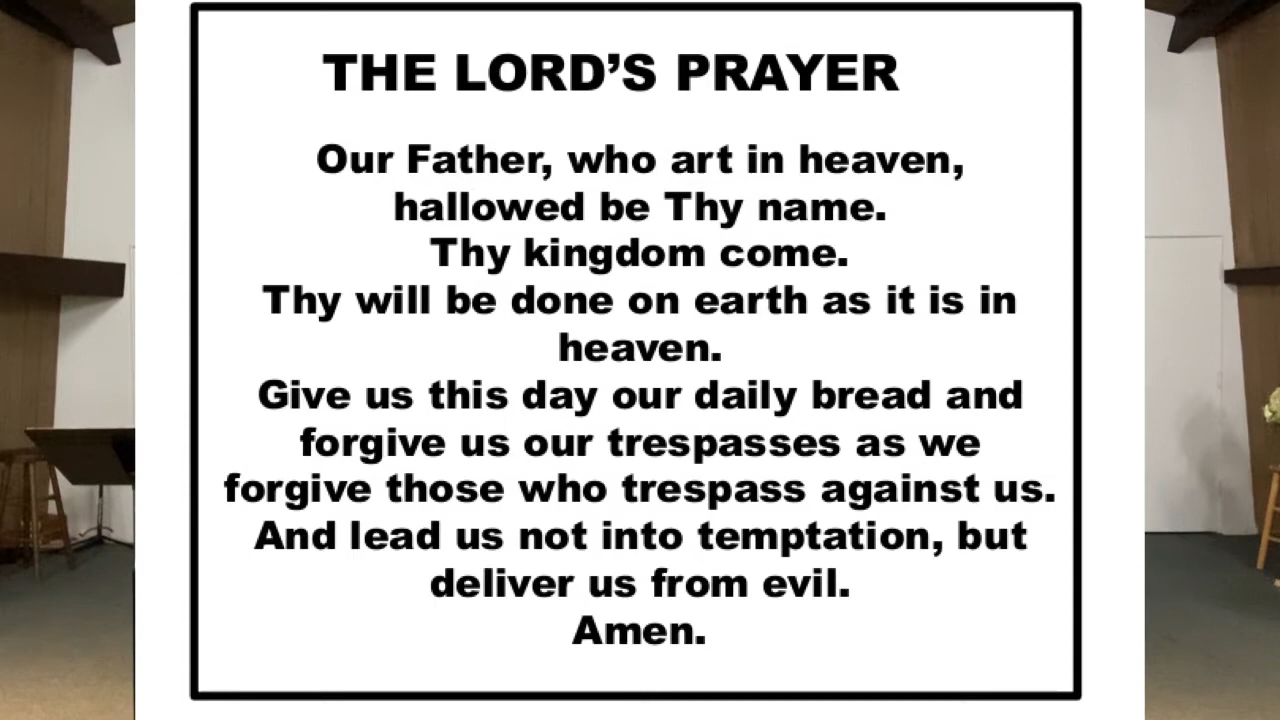 THE LORD’S PRAYER
Our Father, who art in heaven,
hallowed be Thy name.
Thy kingdom come.
Thy will be done on earth as it is in
heaven.
Give us this day our daily bread and
forgive us our trespasses as we
forgive those who trespass against us.
And lead us not into temptation, but
deliver us from evil.
Amen.